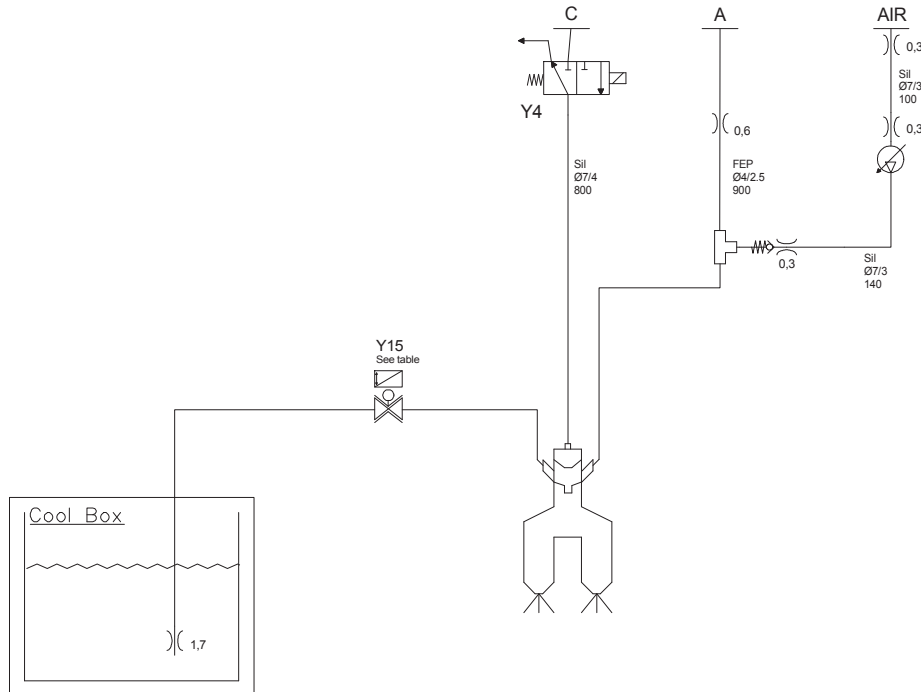 C
A
AIR
0,3
Sil
Ø7/3
100
0,3
Y4
0,6
Sil
Ø7/4
800
FEP
Ø4/2.5
900
0,3
Sil
Ø7/3
140
Y15
See table
Cool Box
1,7